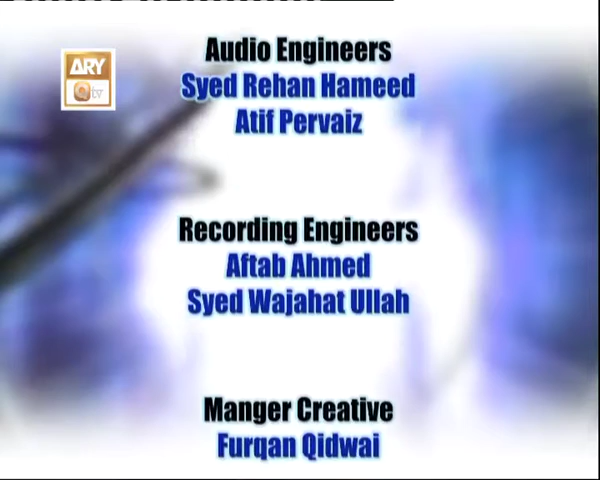 ARY
Qtv
Audio Engineers
Syed Rehan Hameed
Atif Pervaiz
Recording Engineers
Aftab Ahmed
Syed Wajahat Ullah
Manger Creative
Furqan Qidwai